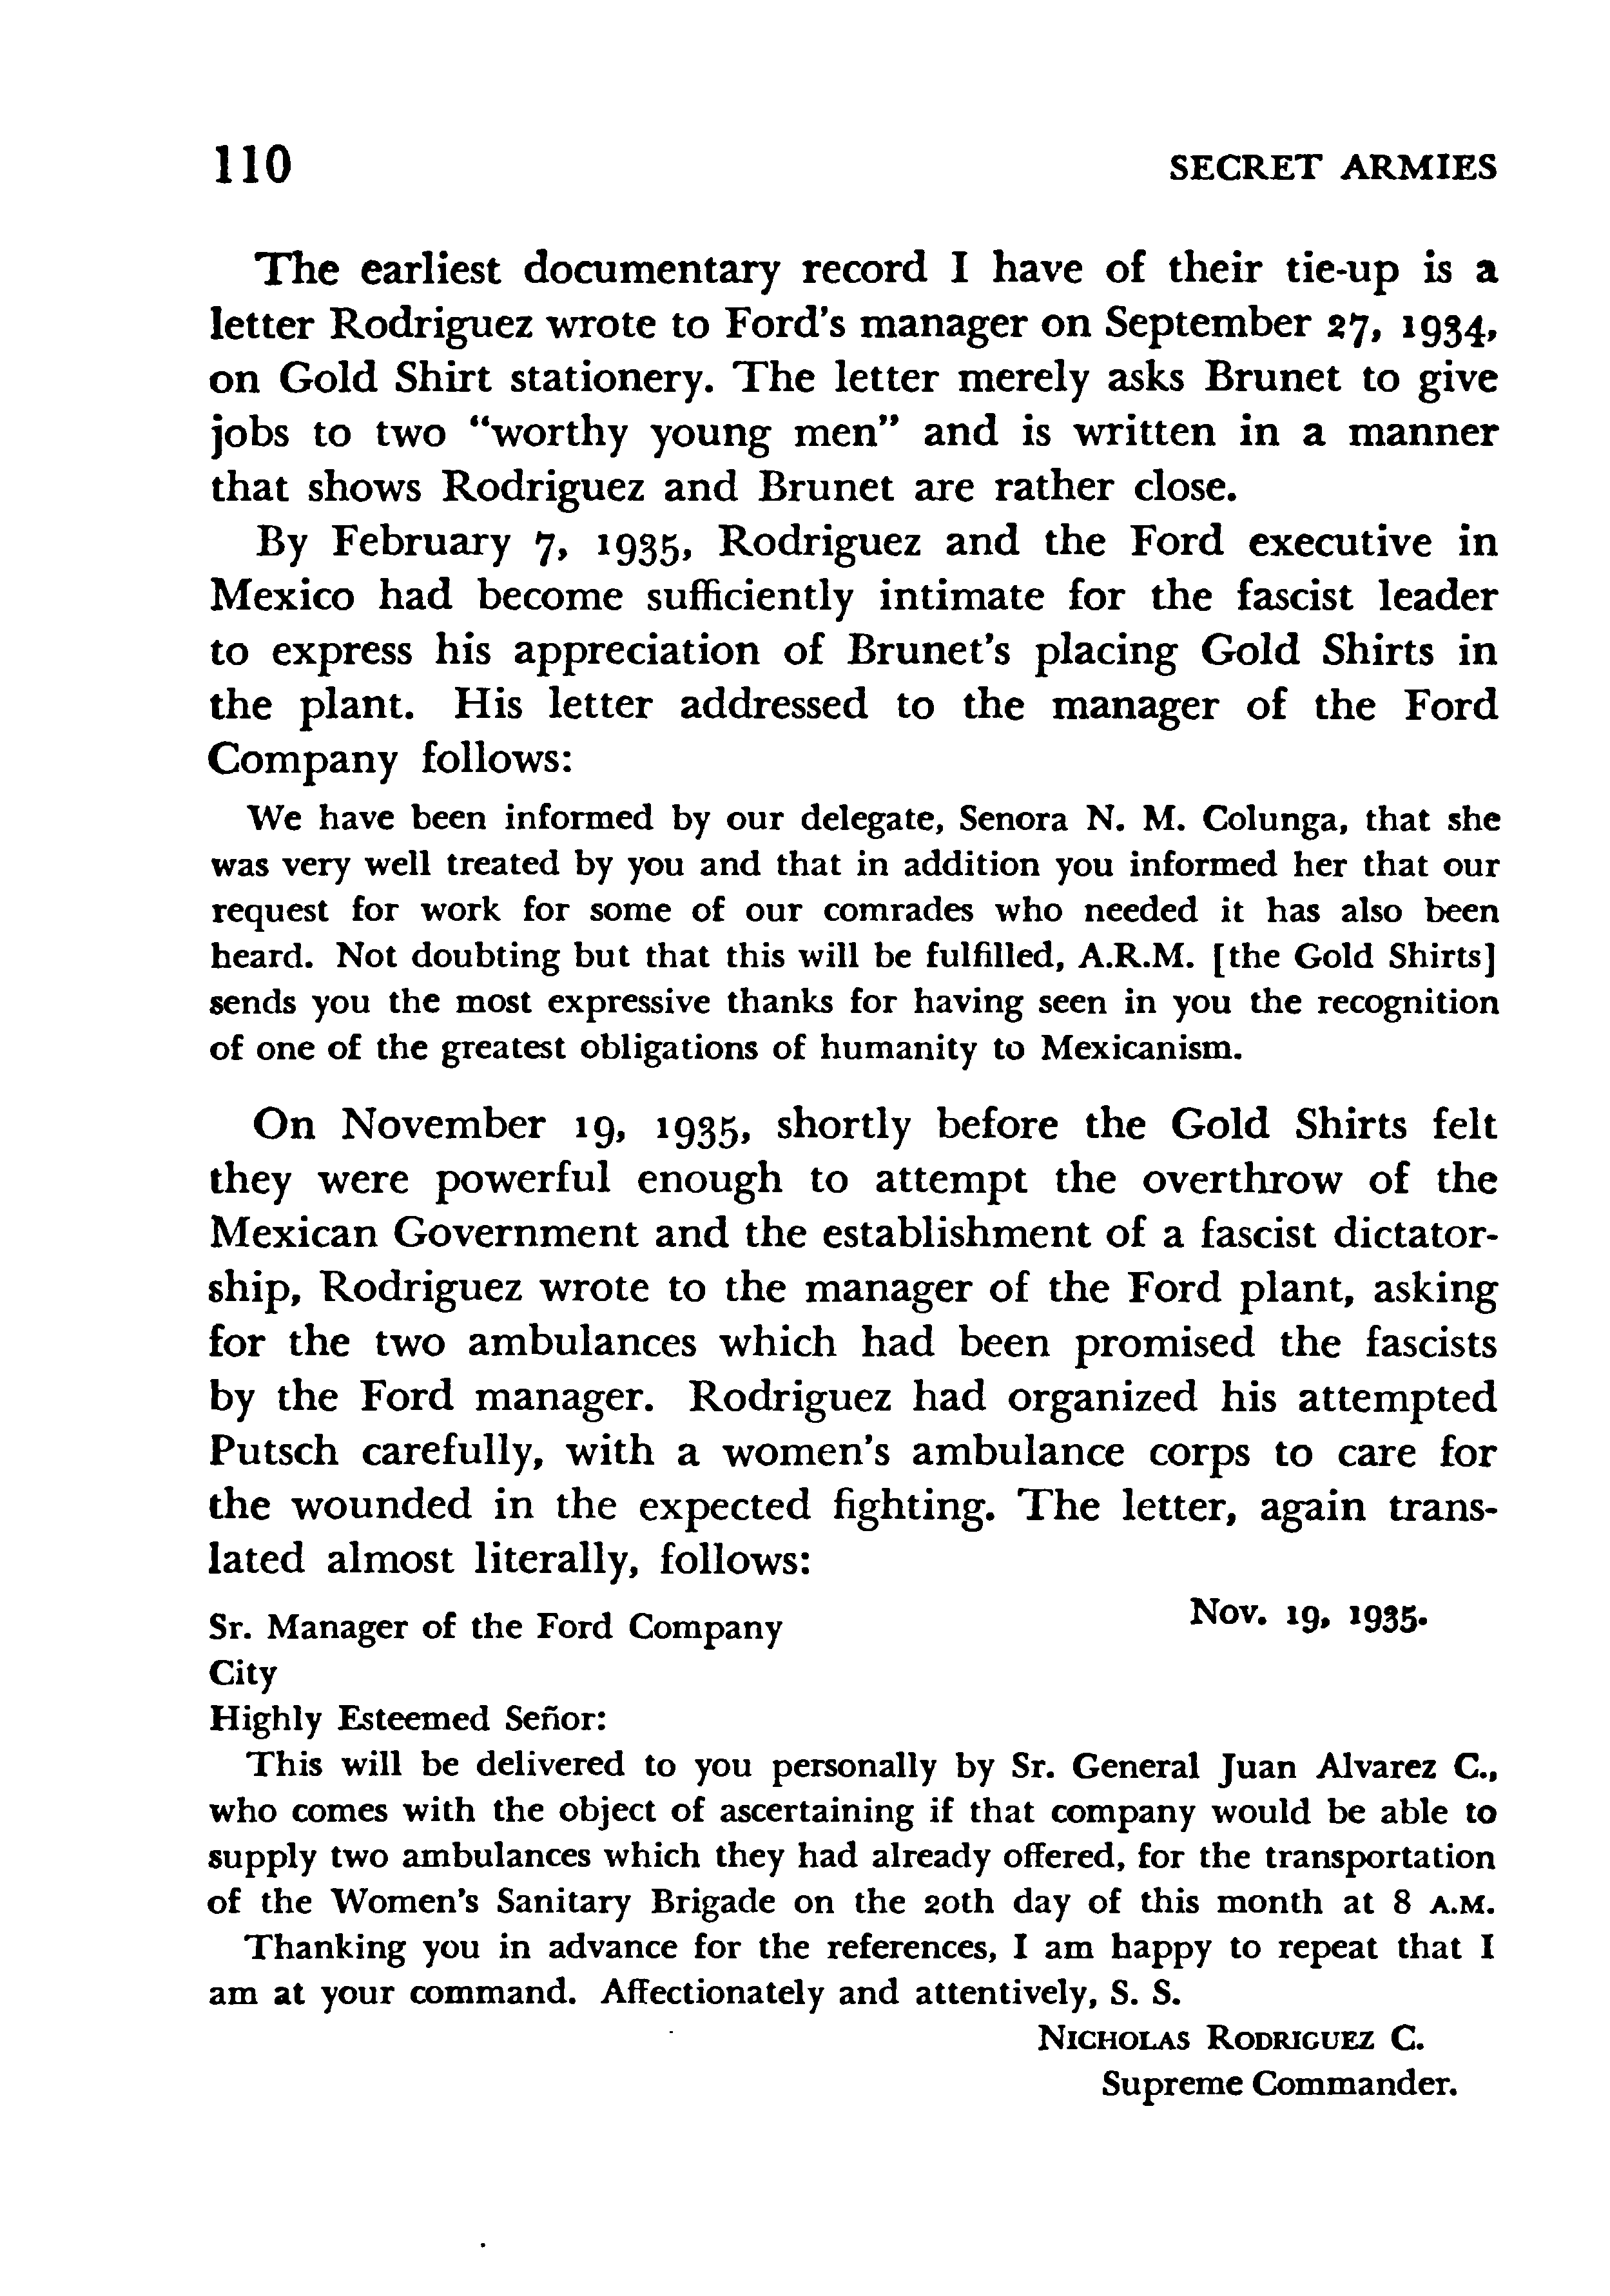 110 SECRET ARMIES
The earliest documentary record I have of their tie-up is a
letter Rodriguez wrote to Ford's manager on September 27, 1934,
on Gold Shirt stationery. The letter merely asks Brunet to give
jobs to two “worthy young men” and is written in a manner
that shows Rodriguez and Brunet are rather close.
By February 7, 1935, Rodriguez and the Ford executive in
Mexico had become sufficiently intimate for the fascist leader
to express his appreciation of Brunet's placing Gold Shirts in
the plant. His letter addressed to the manager of the Ford
Company follows:
We have been informed by our delegate, Senora N. M. Colunga, that she
was very well treated by you and that in addition you informed her that our
request for work for some of our comrades who needed it has also been
heard. Not doubting but that this will be fulfilled, A.R.M. [the Gold Shirts]
sends you the most expressive thanks for having seen in you the recognition
of one of the greatest obligations of humanity to Mexicanism.
On November 19, 1935, shortly before the Gold Shirts felt
they were powerful enough to attempt the overthrow of the
Mexican Government and the establishment of a fascist dictator-
ship, Rodriguez wrote to the manager of the Ford plant, asking
for the two ambulances which had been promised the fascists
by the Ford manager. Rodriguez had organized his attempted
Putsch carefully, with a women's ambulance corps to care for
the wounded in the expected fighting. The letter, again trans-
lated almost literally, follows:
Nov. 19, 1935.
Sr. Manager of the Ford Company
City
Highly Esteemed Señor:
This will be delivered to you personally by Sr. General Juan Alvarez C.,
who comes with the object of ascertaining if that company would be able to
supply two ambulances which they had already offered, for the transportation
of the Women's Sanitary Brigade on the 20th day of this month at 8 A.M.
Thanking you in advance for the references, I am happy to repeat that I
am at your command. Affectionately and attentively, S. S.
NICHOLAS RODRIGUEZ C.
Supreme Commander.